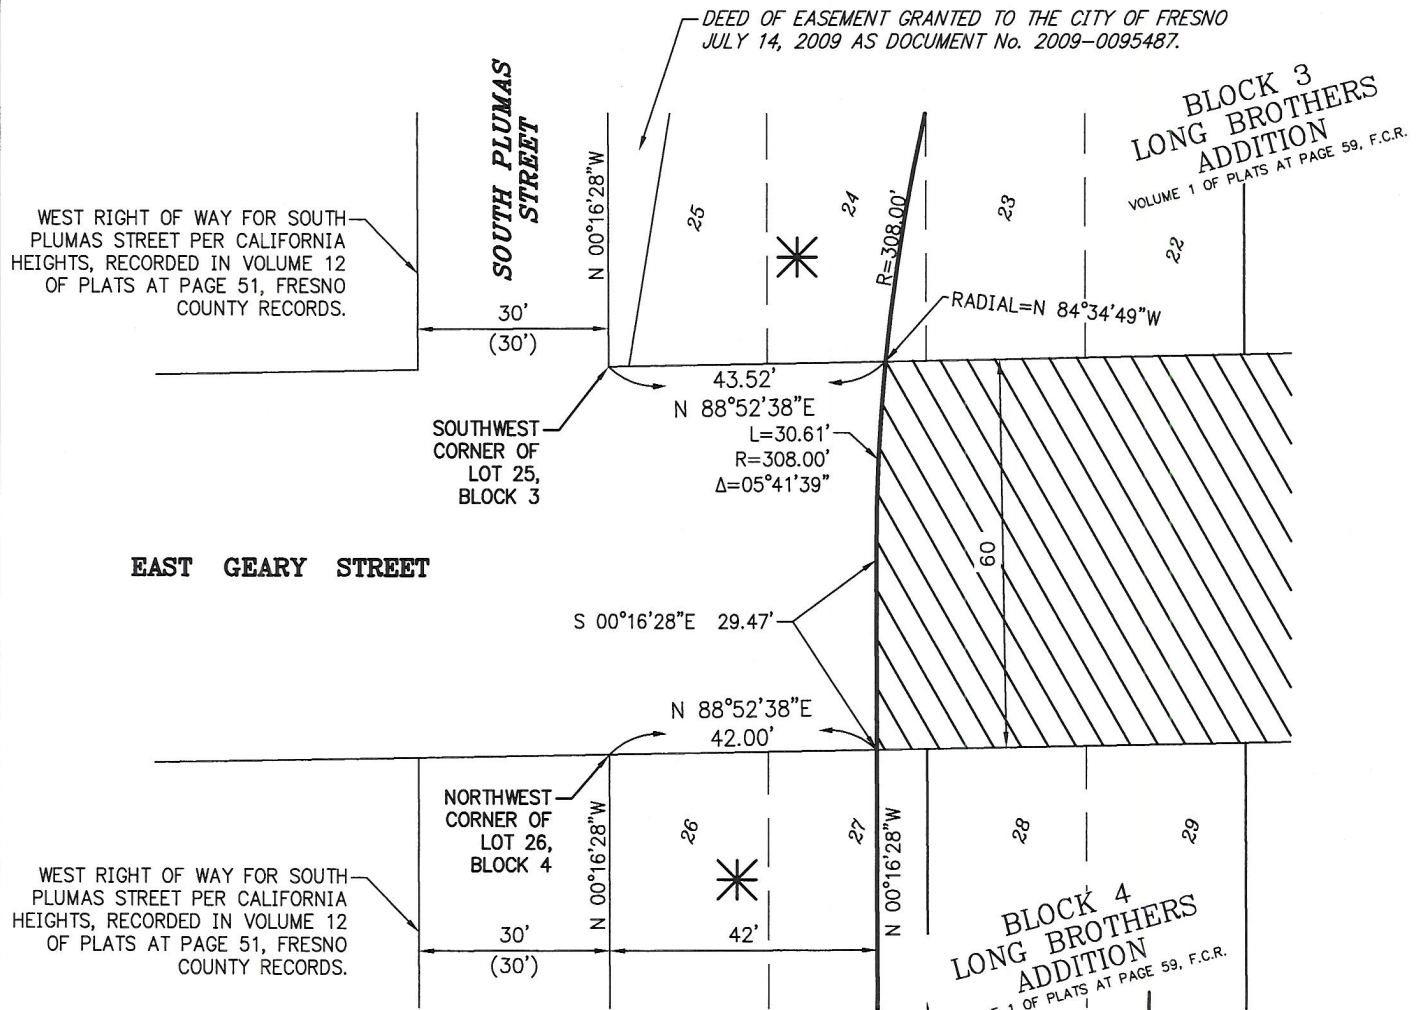 DEED OF EASEMENT GRANTED TO THE CITY OF FRESNO
JULY 14, 2009 AS DOCUMENT No. 2009-0095487.
BLOCK 3
LONG BROTHERS
ADDITION
VOLUME 1 OF PLATS AT PAGE 59, F.C.R.
SOUTH PLUMAS
STREET
N 00°16'28"W
25
24
R=308.00'
23
22
WEST RIGHT OF WAY FOR SOUTH
PLUMAS STREET PER CALIFORNIA
HEIGHTS, RECORDED IN VOLUME 12
OF PLATS AT PAGE 51, FRESNO
COUNTY RECORDS.
30'
(30')
RADIAL=N 84°34'49"W
43.52'
N 88°52'38"E
L=30.61'
R=308.00'
Δ=05°41'39"
SOUTHWEST
CORNER OF
LOT 25,
BLOCK 3
60
EAST GEARY STREET
S 00°16'28"E 29.47'
N 88°52'38"E
42.00'
NORTHWEST
CORNER OF
LOT 26,
BLOCK 4
N 00°16'28"W
26
27
N 00°16'28"W
28
29
WEST RIGHT OF WAY FOR SOUTH
PLUMAS STREET PER CALIFORNIA
HEIGHTS, RECORDED IN VOLUME 12
OF PLATS AT PAGE 51, FRESNO
COUNTY RECORDS.
30'
(30')
42'
BLOCK 4
LONG BROTHERS
ADDITION
1 OF PLATS AT PAGE 59, F.C.R.